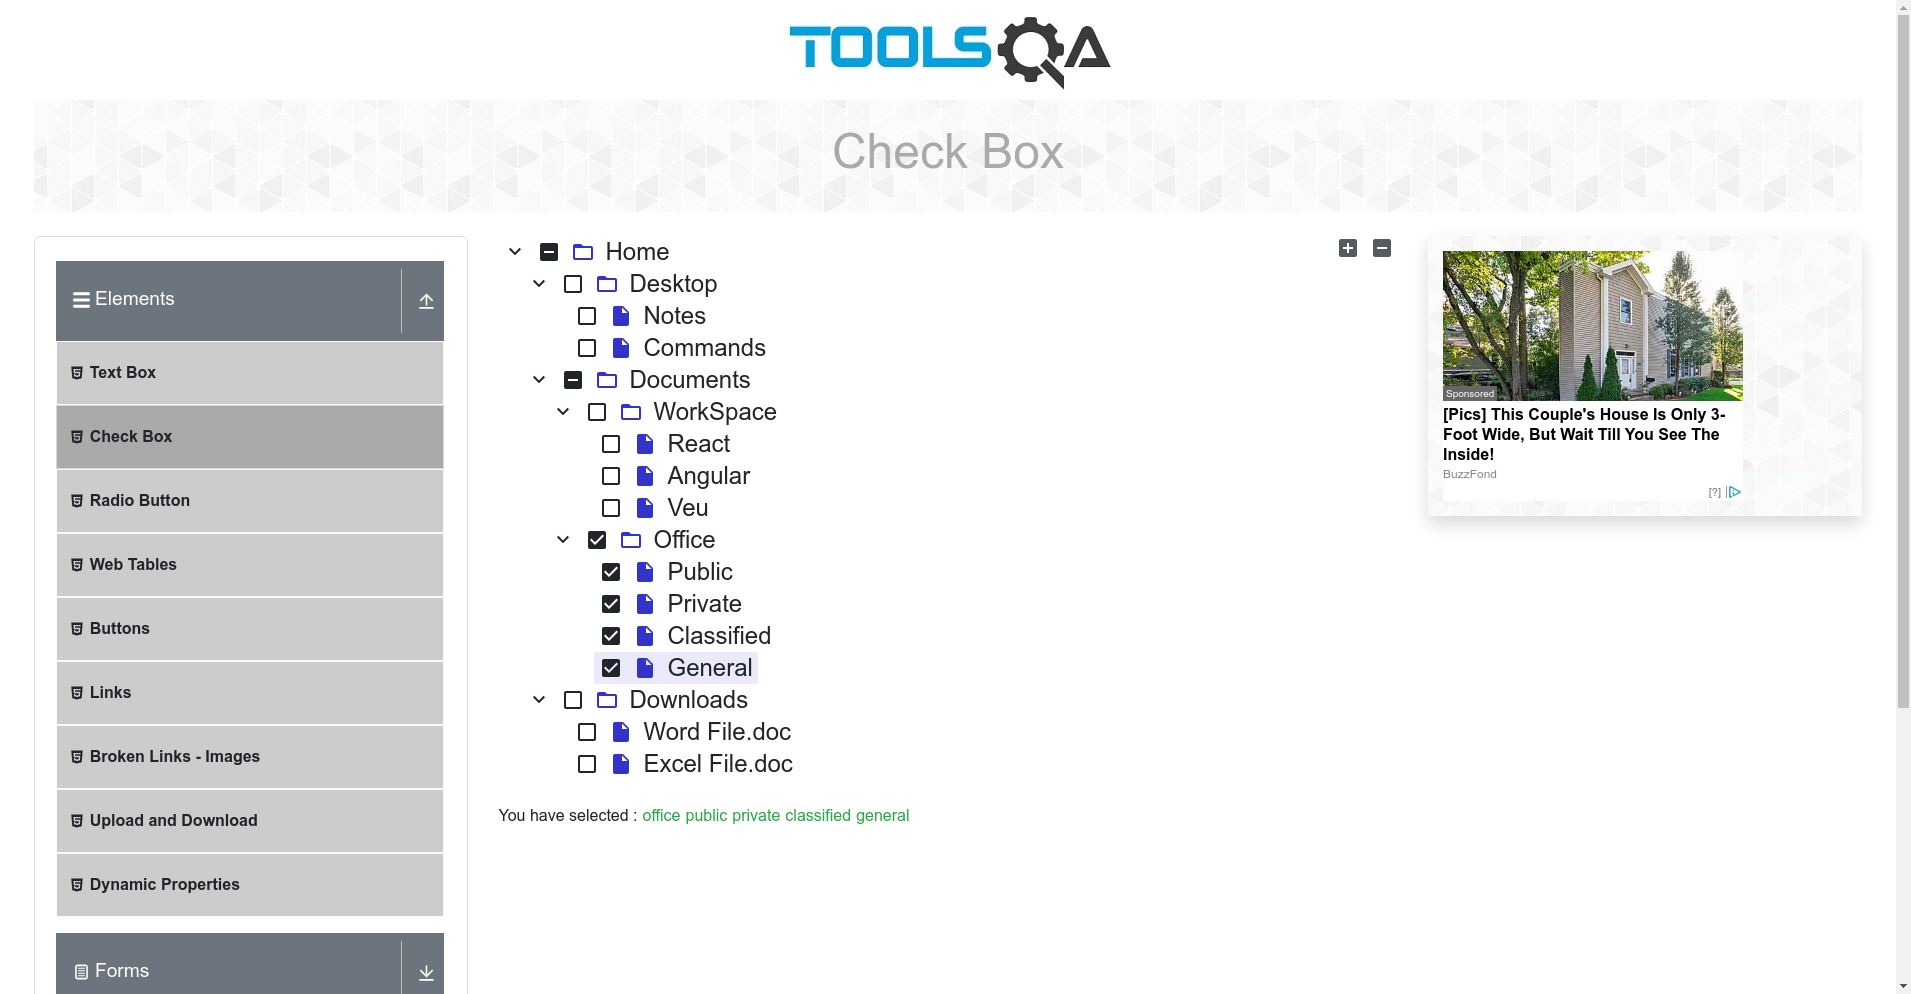 TOOLSQA
Check Box
Elements
Text Box
Check Box
Radio Button
Web Tables
Buttons
Links
Broken Links - Images
Upload and Download
Dynamic Properties
Forms
Home
Desktop
Notes
Commands
Documents
WorkSpace
React
Angular
Veu
Office
Public
Private
Classified
General
Downloads
Word File.doc
Excel File.doc
You have selected : office public private classified general
Sponsored
[Pics] This Couple's House Is Only 3-
Foot Wide, But Wait Till You See The
Inside!
BuzzFond
[?]